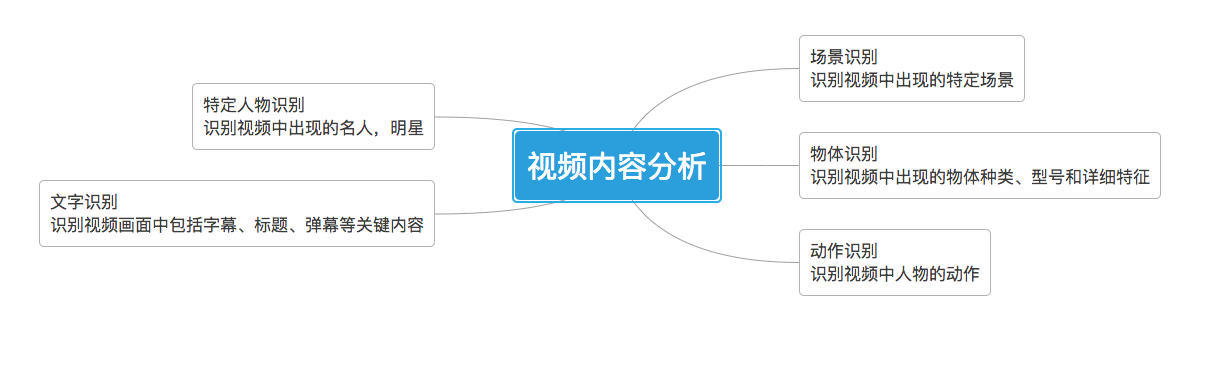 特定人物识别
识别视频中出现的名人，明星
文字识别
识别视频画面中包括字幕、标题、弹幕等关键内容
视频内容分析
场景识别
识别视频中出现的特定场景
物体识别
识别视频中出现的物体种类、型号和详细特征
动作识别
识别视频中人物的动作